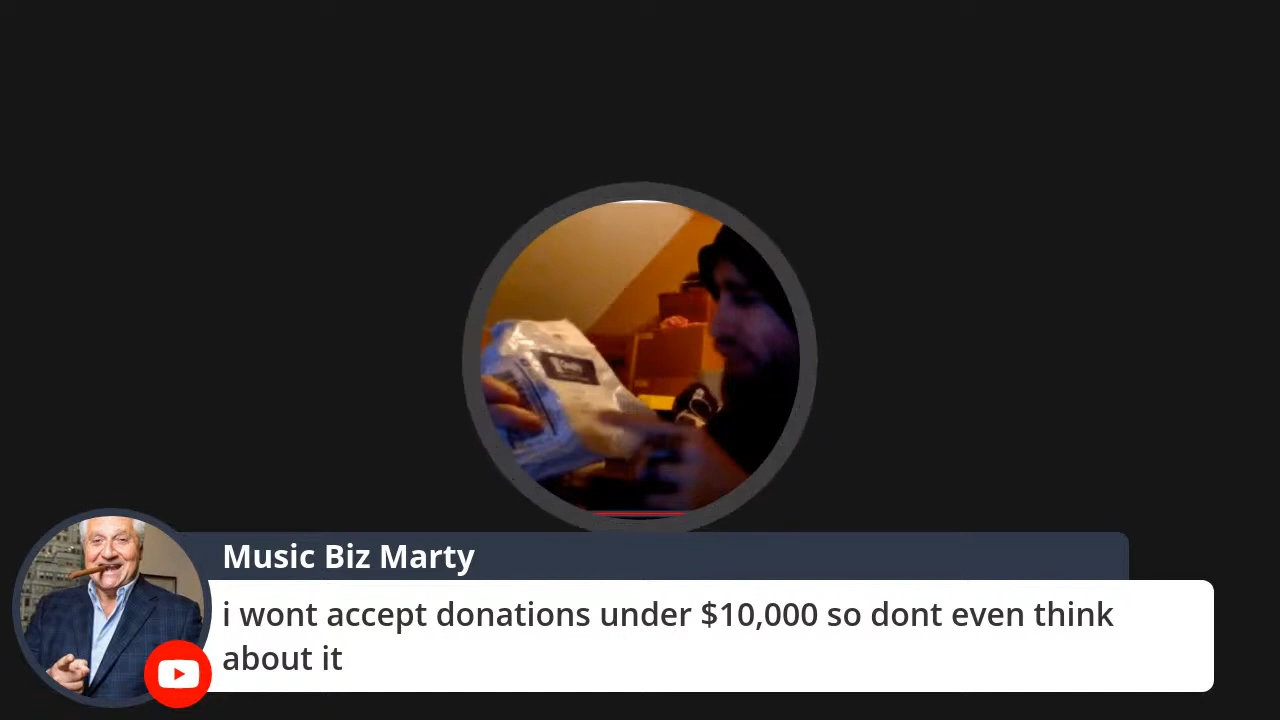 Music Biz Marty
i wont accept donations under $10,000 so dont even think
about it